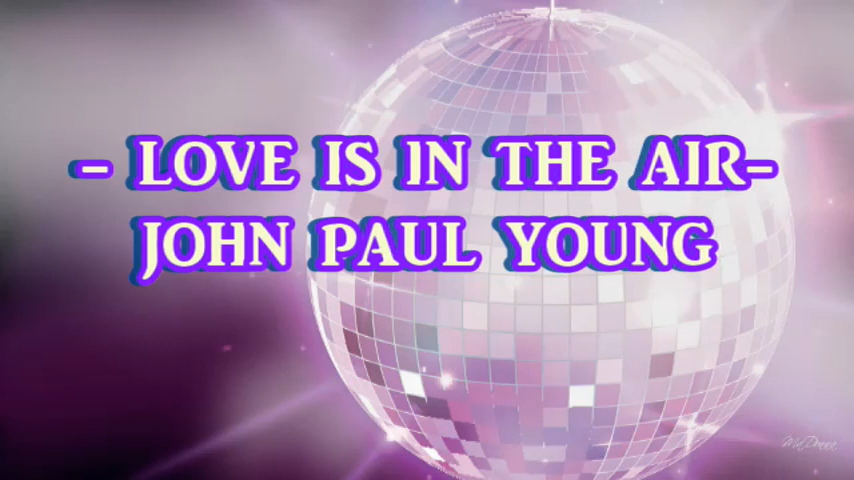 - LOVE IS IN THE AIR-
JOHN PAUL YOUNG